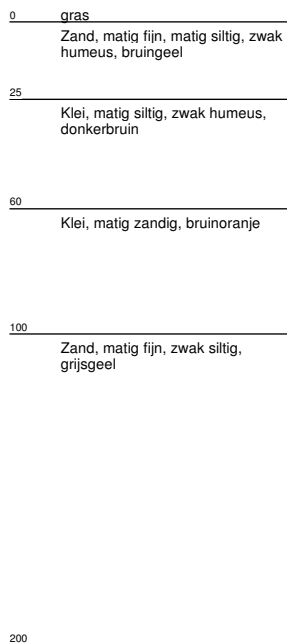 0 gras
Zand, matig fijn, matig siltig, zwak
humeus, bruingeel
25
Klei, matig siltig, zwak humeus,
donkerbruin
60
Klei, matig zandig, bruinoranje
100
Zand, matig fijn, zwak siltig,
grijsgeel
200